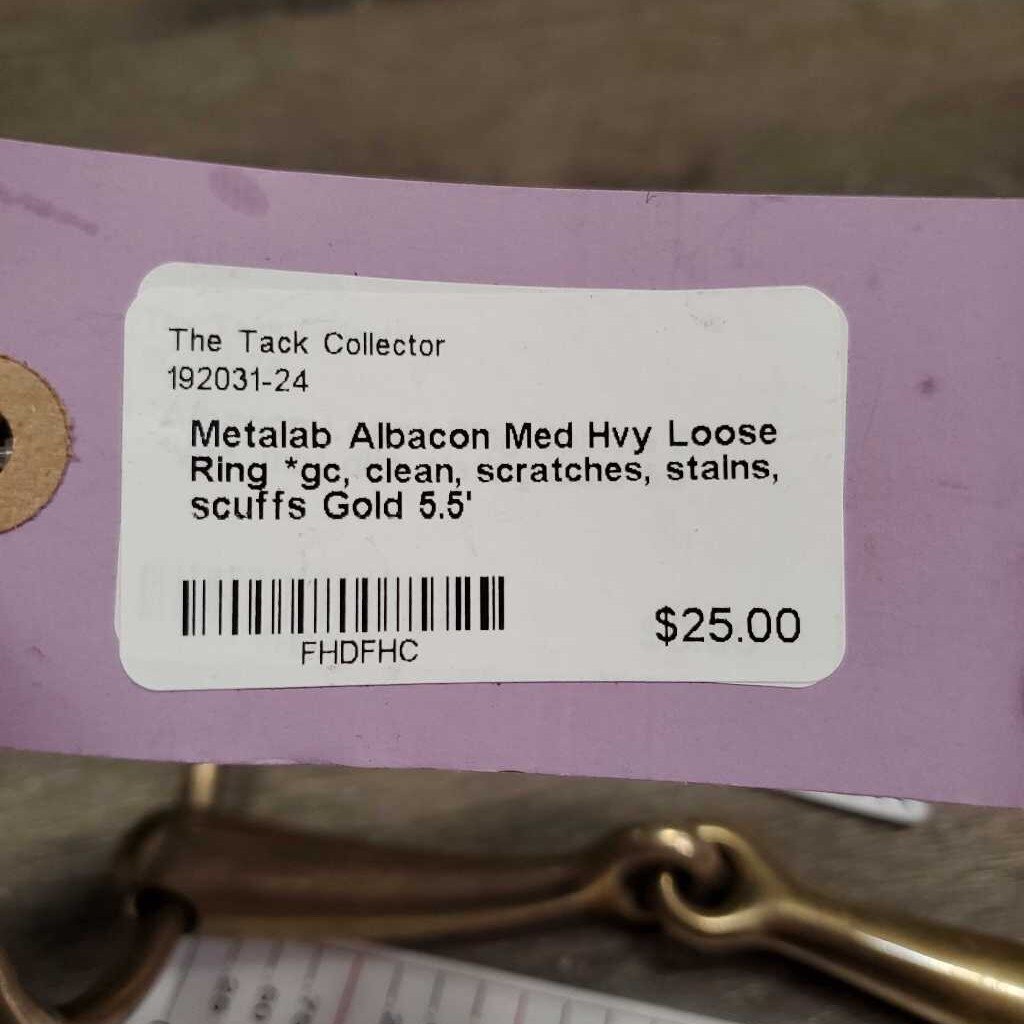 The Tack Collector
192031-24
Metalab Albacon Med Hvy Loose
Ring *gc, clean, scratches, stains,
scuffs Gold 5.5'
FHDFHC
$25.00